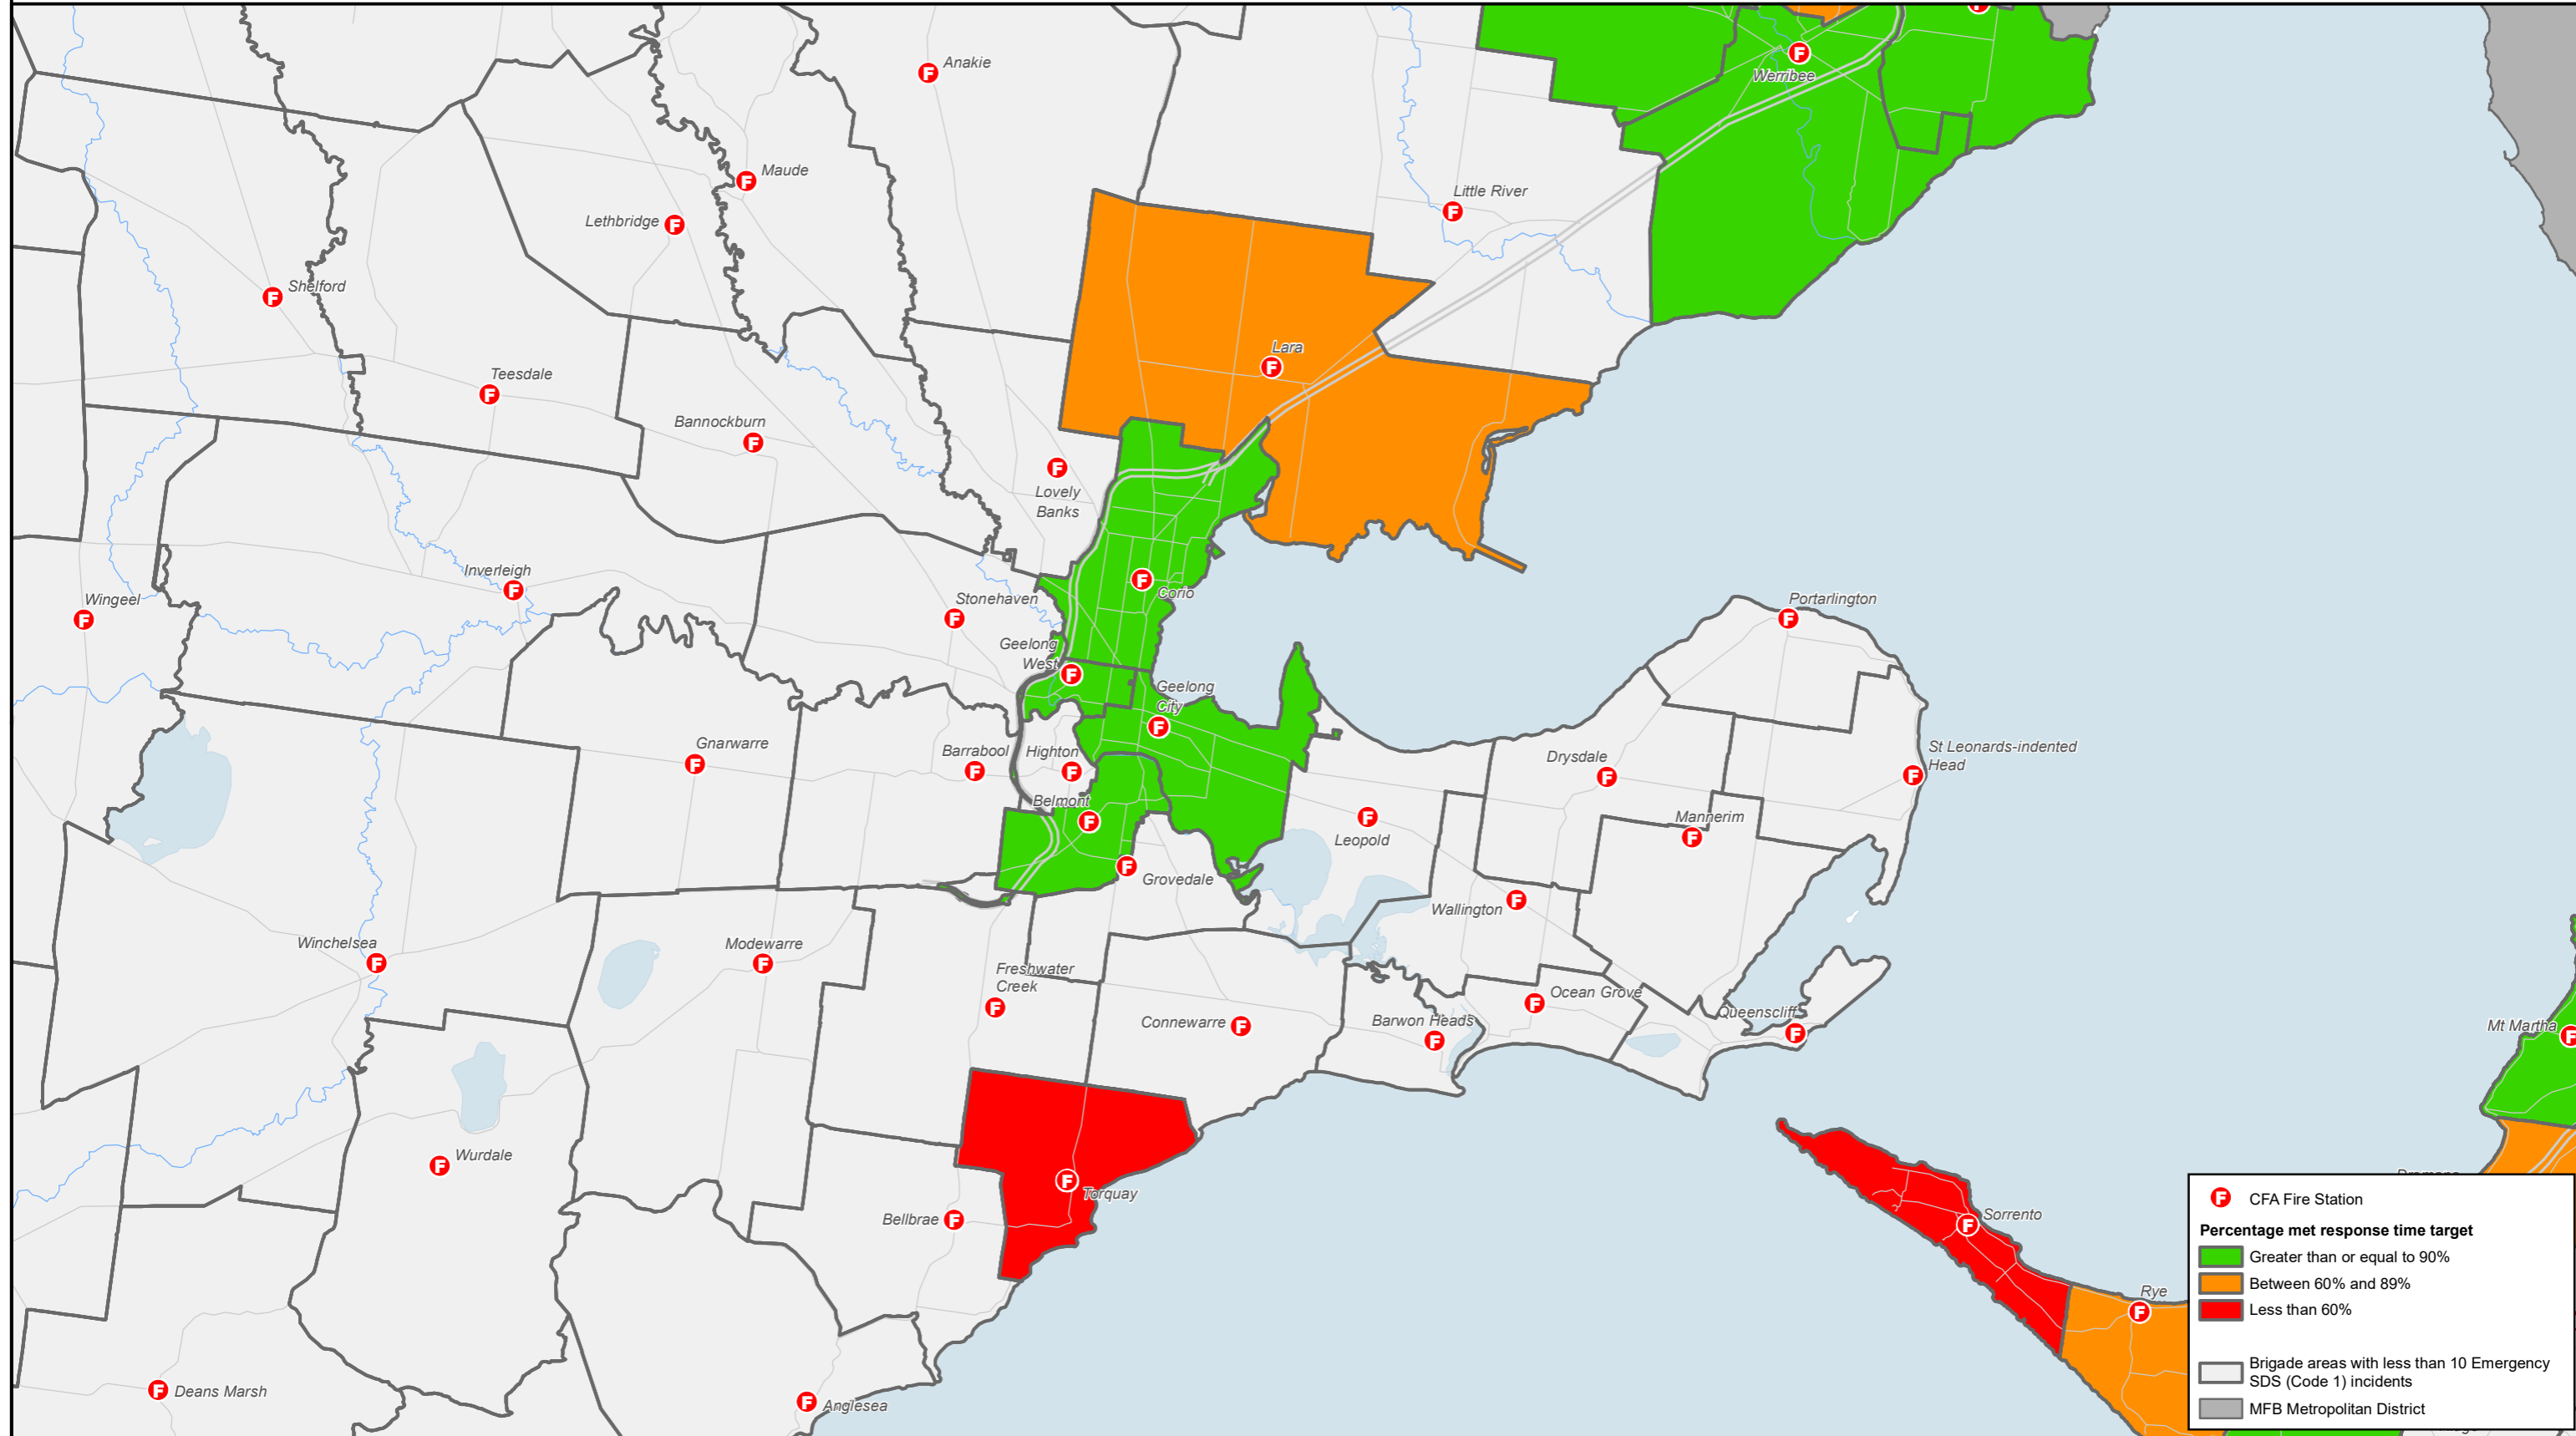 Anakie
Werribee
Maude
Little River
Lethbridge
Shelford
Lara
Teesdale
Bannockburn
Lovely
Banks
Inverleigh
Corio
Wingeel
Stonehaven
Portarlington
Geelong
West
Geelong
City
Gnarwarre
Barrabool
Highton
Drysdale
St Leonards-indented
Head
Belmont
Mannerim
Leopold
Grovedale
Wallington
Winchelsea
Modewarre
Freshwater
Creek
Ocean Grove
Connewarre
Barwon Heads
Queenscliff
Mt Martha
Wurdale
Torquay
Bellbrae
Sorrento
Rye
Deans Marsh
Anglesea
F CFA Fire Station
Percentage met response time target
Greater than or equal to 90%
Between 60% and 89%
Less than 60%
Brigade areas with less than 10 Emergency
SDS (Code 1) incidents
MFB Metropolitan District